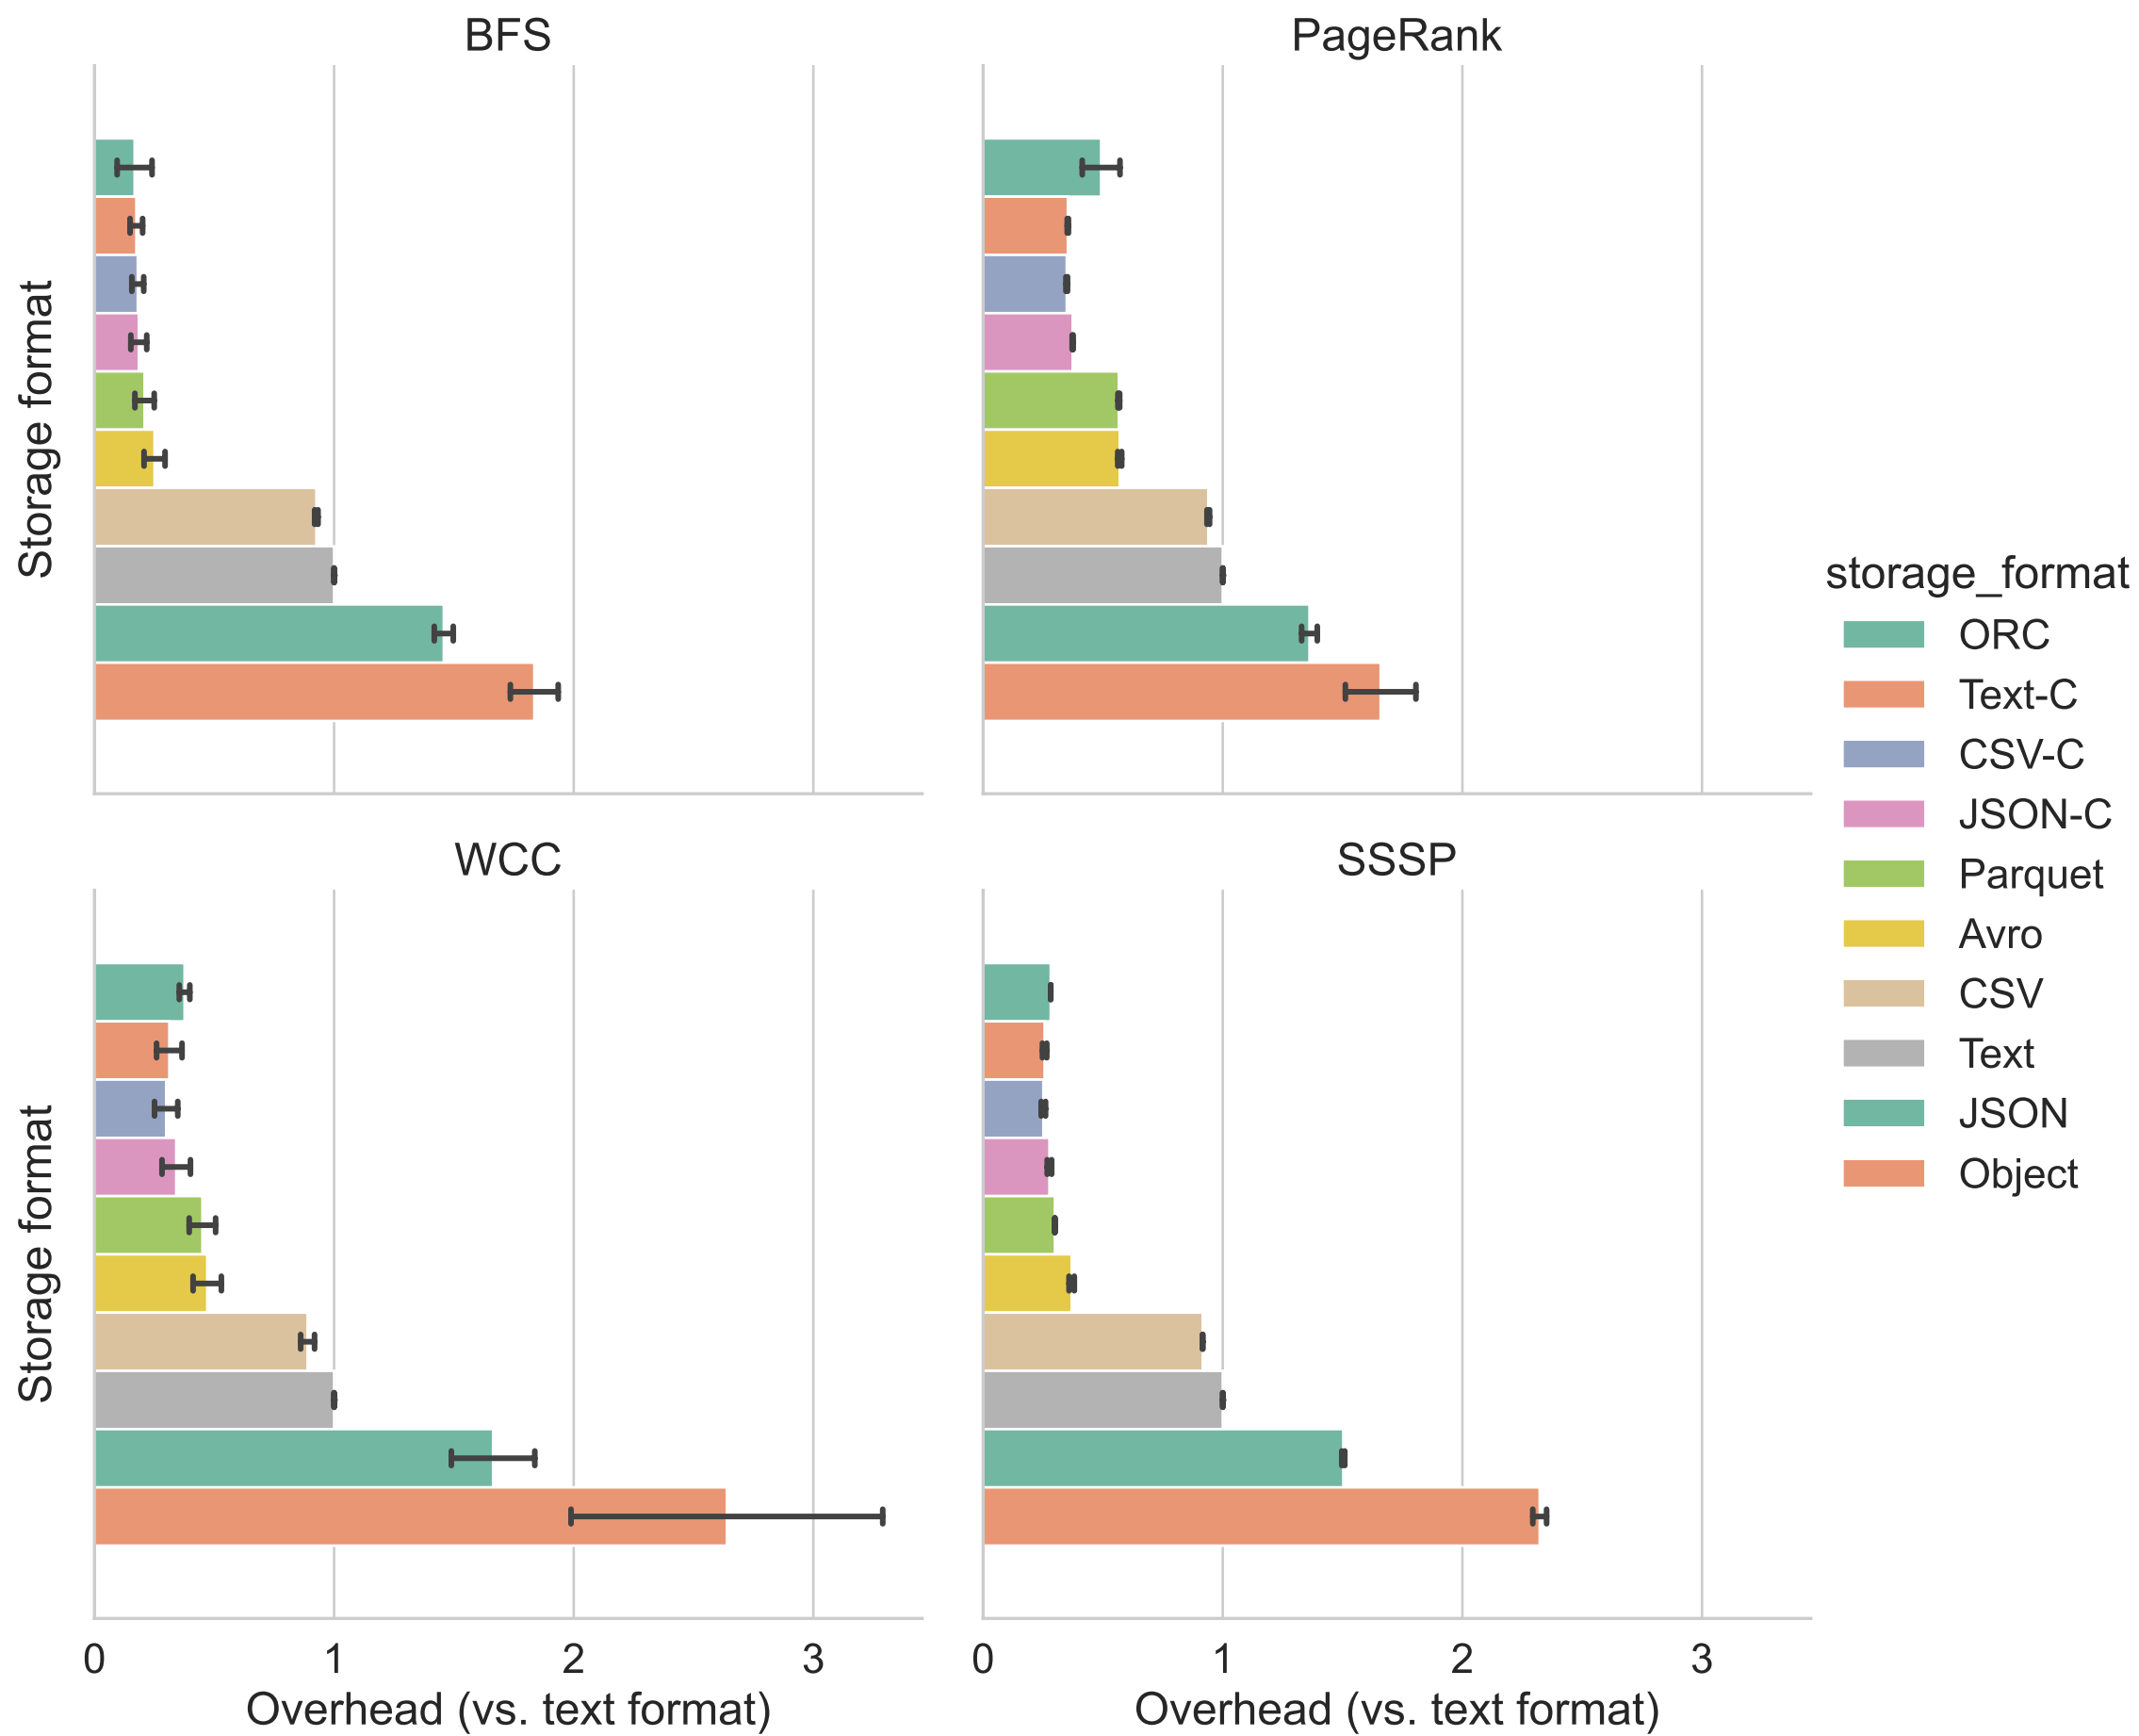 BFS
PageRank
Storage format
WCC
SSSP
Storage format
0 1 2 3
0 1 2 3
Overhead (vs. text format)
Overhead (vs. text format)
storage_format
ORC
Text-C
CSV-C
JSON-C
Parquet
Avro
CSV
Text
JSON
Object